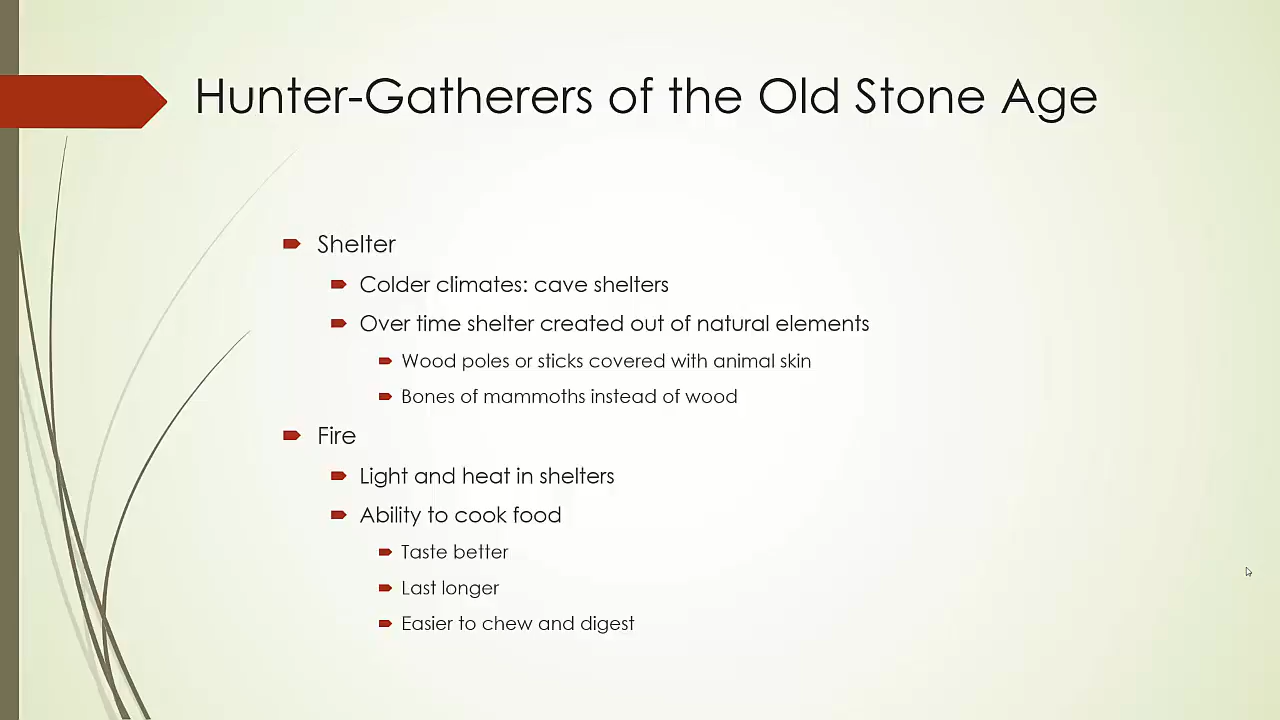 Hunter-Gatherers of the Old Stone Age
Shelter
Colder climates: cave shelters
Over time shelter created out of natural elements
Wood poles or sticks covered with animal skin
Bones of mammoths instead of wood
Fire
Light and heat in shelters
Ability to cook food
Taste better
Last longer
Easier to chew and digest